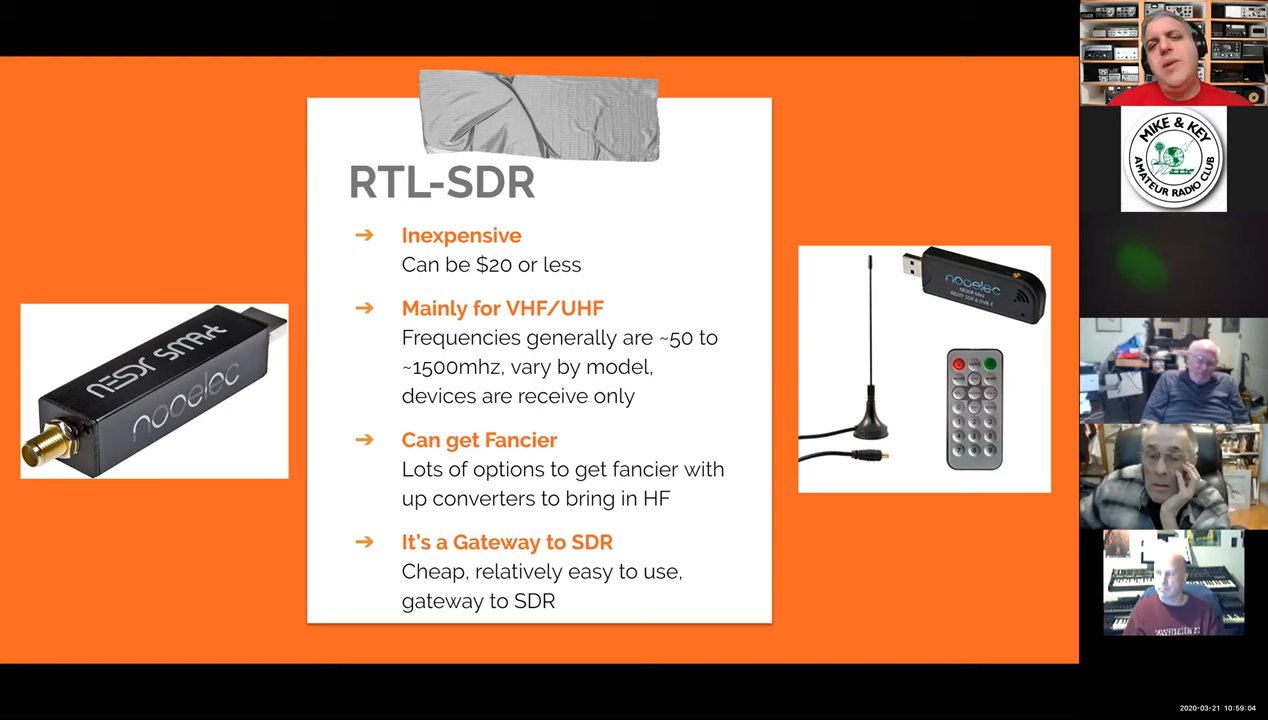 RTL-SDR
➔ Inexpensive
Can be $20 or less
➔ Mainly for VHF/UHF
Frequencies generally are ~50 to
~1500mhz, vary by model,
devices are receive only
➔ Can get Fancier
Lots of options to get fancier with
up converters to bring in HF
➔ It's a Gateway to SDR
Cheap, relatively easy to use,
gateway to SDR
NESDR SMArt
nooelec
nooelec
NESDR Mini
MIKE & KEY
AMATEUR RADIO CLUB
2020-03-21 10:59:04